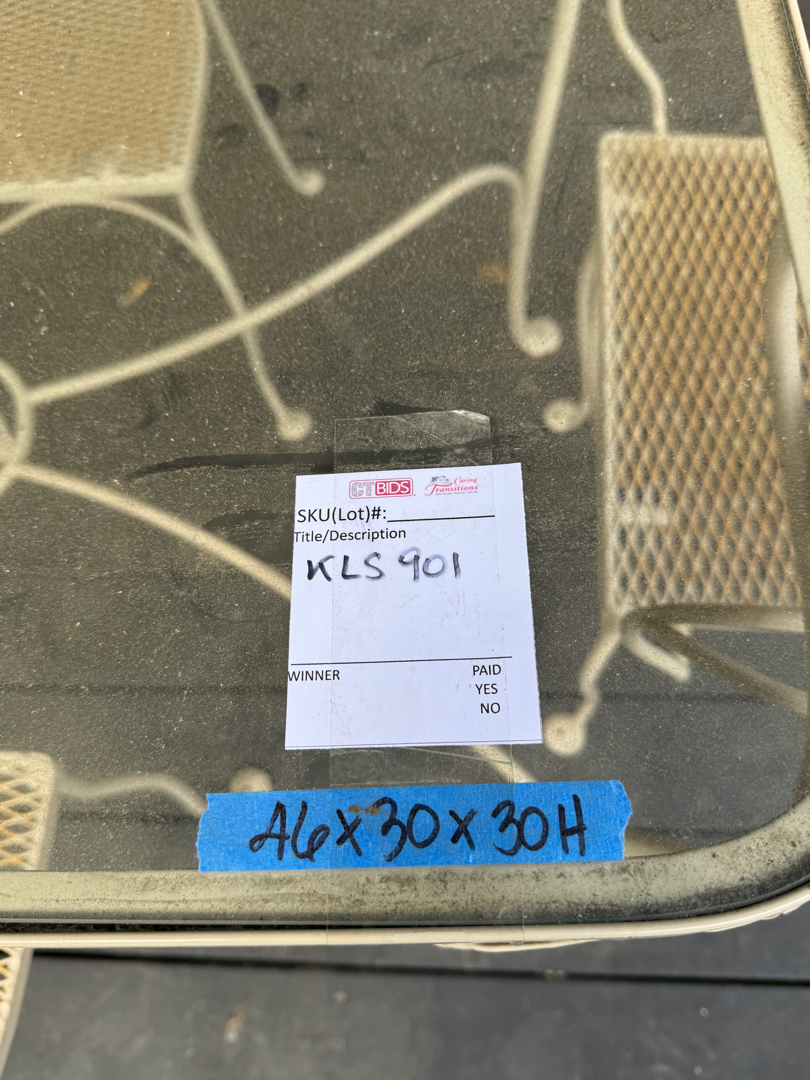 CTBIDS Caring Transitions
SKU(Lot)#:
Title/Description
KLS 901
WINNER PAID
YES
NO
46x30x30H